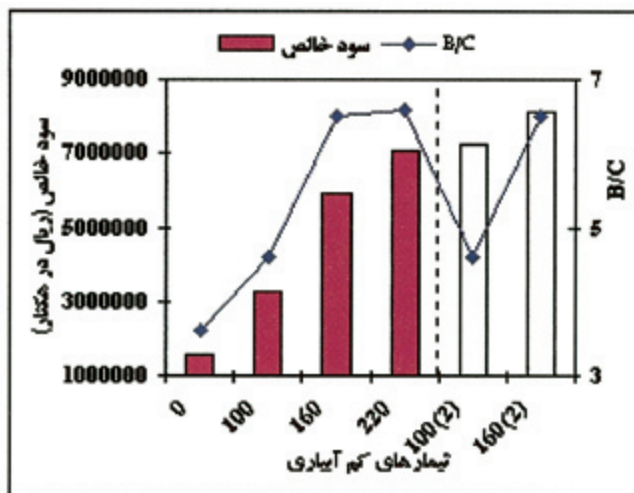 سود خالص B/C
9000000
7000000
5000000
3000000
1000000
سود خالص (ریال در هکتار)
7
5
3
B/C
0 100 160 220 100(2) 160(2)
تیمارهای کم آبیاری